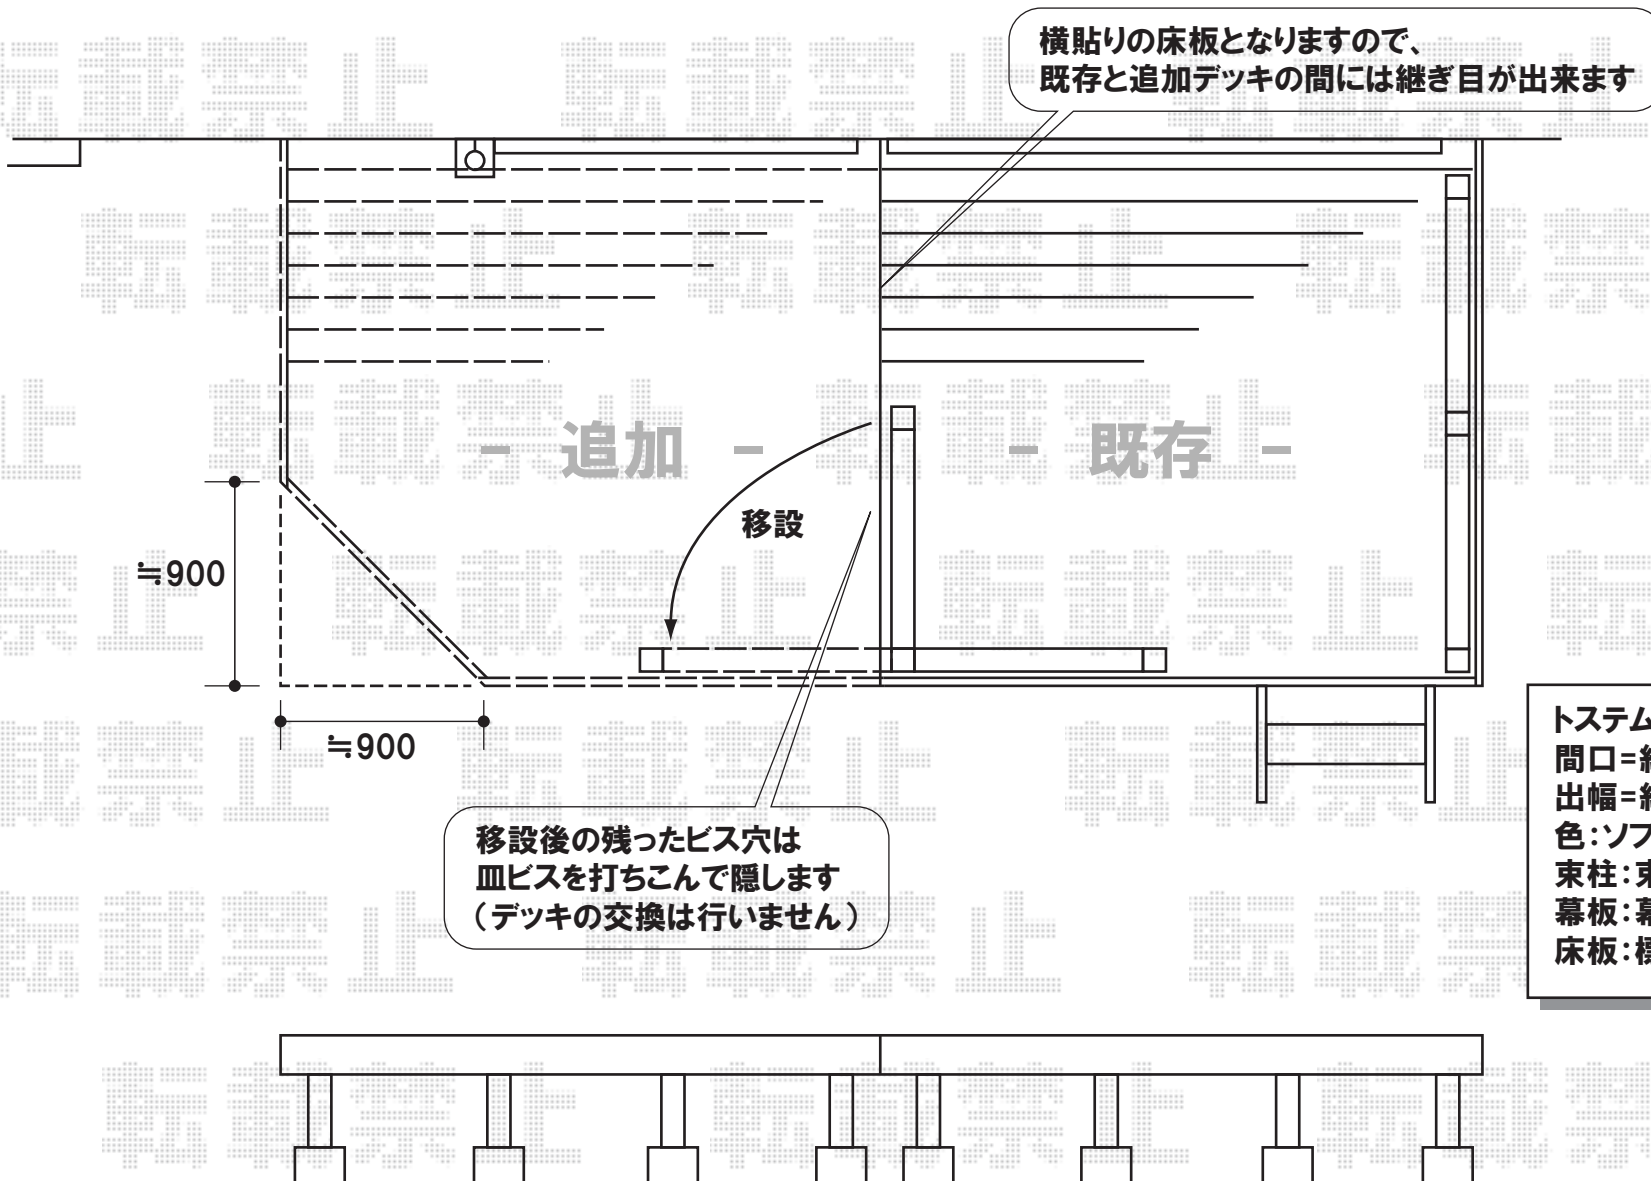 横貼りの床板となりますので、
既存と追加デッキの間には継ぎ目が出来ます
- 追加 -
- 既存 -
移設
≒900
≒900
移設後の残ったビス穴は
皿ビスを打ちこんで隠します
(デッキの交換は行いません)
トステム
間口=
出幅=
色:ソフ
束柱:束
幕板:幕
床板:標
転載禁止